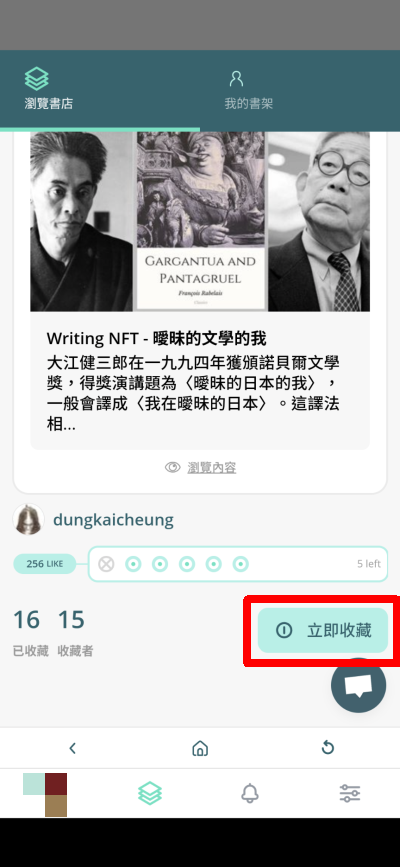 瀏覽書店
我的書架
GARGANTUA AND
PANTAGRUEL
François Rabelais
Writing NFT - 曖昧的文學的我
大江健三郎在一九九四年獲頒諾貝爾文學
獎，得獎演講題為〈曖昧的日本的我〉，
一般會譯成〈我在曖昧的日本〉。這譯法
相...
瀏覽內容
dungkaicheung
256 LIKE
5 left
16 15
已收藏 收藏者
立即收藏